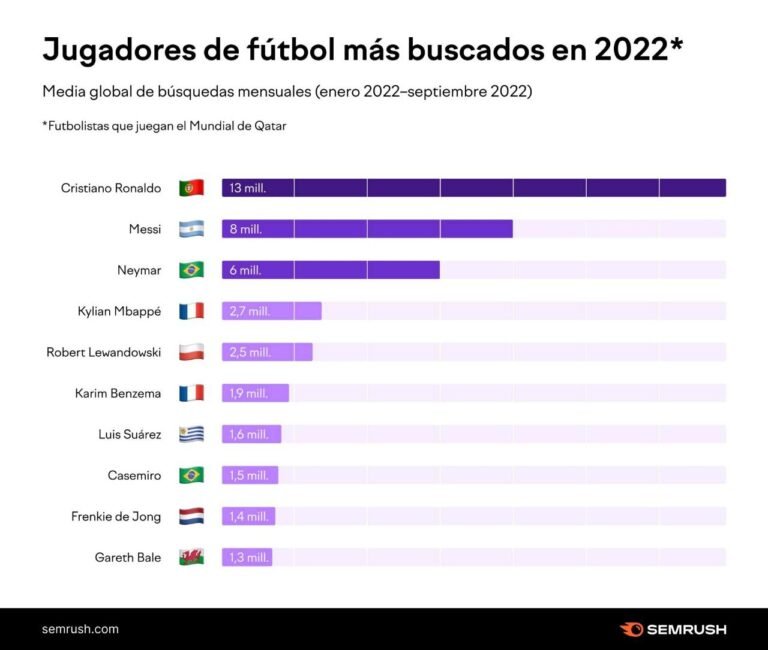 Jugadores de fútbol más buscados en 2022*
Media global de búsquedas mensuales (enero 2022–septiembre 2022)
*Futbolistas que juegan el Mundial de Qatar
Cristiano Ronaldo 13 mill.
Messi 8 mill.
Neymar 6 mill.
Kylian Mbappé 2,7 mill.
Robert Lewandowski 2,5 mill.
Karim Benzema 1,9 mill.
Luis Suárez 1,6 mill.
Casemiro 1,5 mill.
Frenkie de Jong 1,4 mill.
Gareth Bale 1,3 mill.
semrush.com SEMRUSH